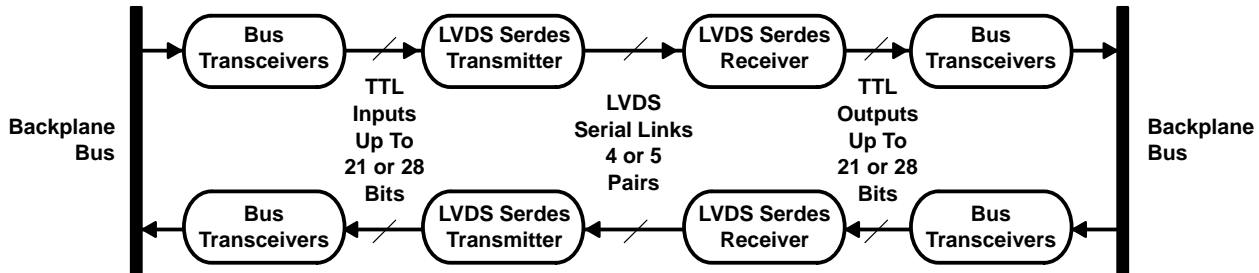 Bus
Transceivers
LVDS Serdes
Transmitter
LVDS Serdes
Receiver
Bus
Transceivers
Backplane
Bus
TTL
Inputs
Up To
21 or 28
Bits
LVDS
Serial Links
4 or 5
Pairs
TTL
Outputs
Up To
21 or 28
Bits
Backplane
Bus
Bus
Transceivers
LVDS Serdes
Transmitter
LVDS Serdes
Receiver
Bus
Transceivers